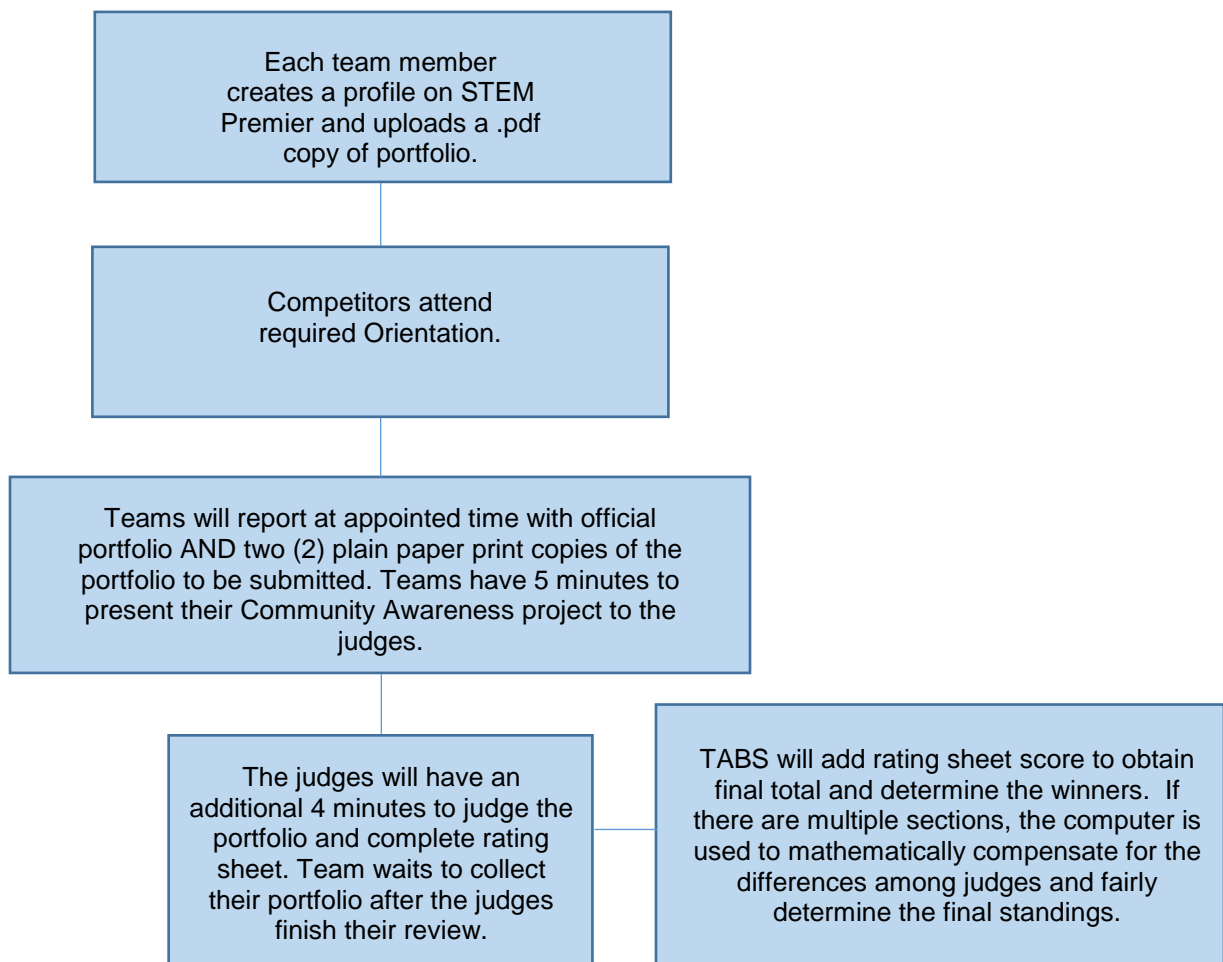 Each team member
creates a profile on STEM
Premier and uploads a .pdf
copy of portfolio.
Competitors attend
required Orientation.
Teams will report at appointed time with official
portfolio AND two (2) plain paper print copies of the
portfolio to be submitted. Teams have 5 minutes to
present their Community Awareness project to the
judges.
The judges will have an
additional 4 minutes to judge the
portfolio and complete rating
sheet. Team waits to collect
their portfolio after the judges
finish their review.
TABS will add rating sheet score to obtain
final total and determine the winners.  If
there are multiple sections, the computer is
used to mathematically compensate for the
differences among judges and fairly
determine the final standings.